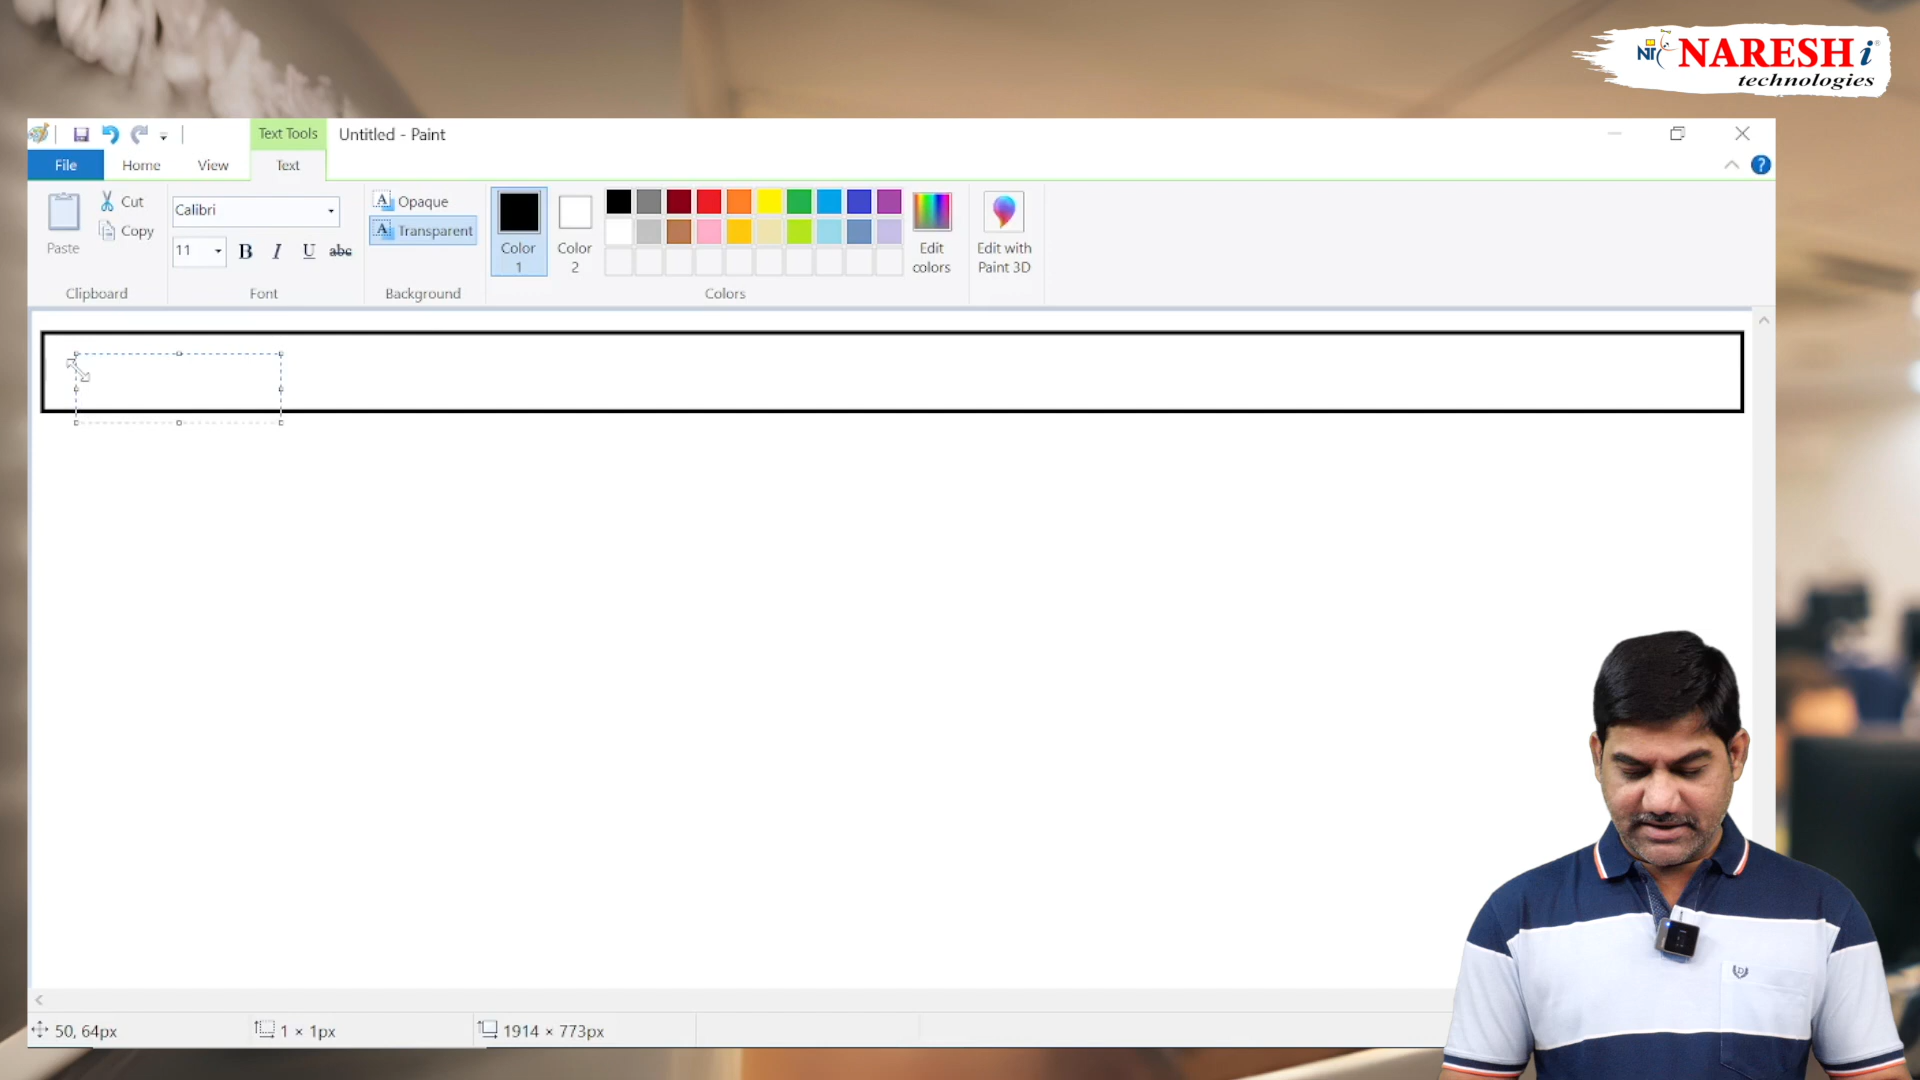 NARESH i
technologies
Text Tools
Untitled - Paint
File
Home
View
Text
Paste
Cut
Copy
Clipboard
Calibri
11
B
I
U
abc
Font
Opaque
Transparent
Background
Color
1
Color
2
Edit
colors
Colors
Edit with
Paint 3D
50, 64px
1 × 1px
1914 × 773px